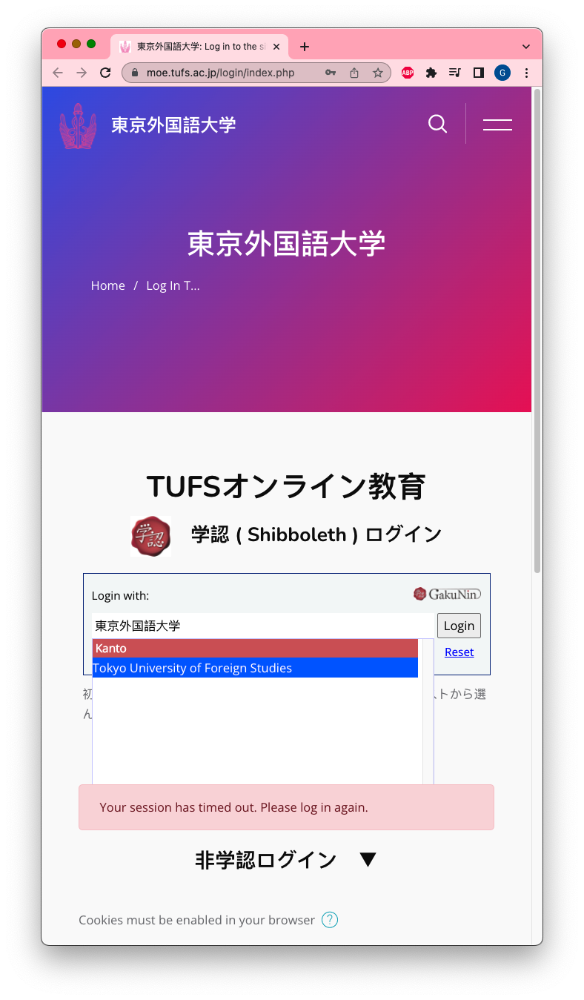 東京外国語大学: Log in to the si
moe.tufs.ac.jp/login/index.php
ABP
G
東京外国語大学
東京外国語大学
Home / Log In T...
TUFSオンライン教育
学認
学認 ( Shibboleth ) ログイン
Login with:
GakuNin
東京外国語大学
Login
Kanto
Reset
Tokyo University of Foreign Studies
初
トから選
ん
Your session has timed out. Please log in again.
非学認ログイン ▼
Cookies must be enabled in your browser ?